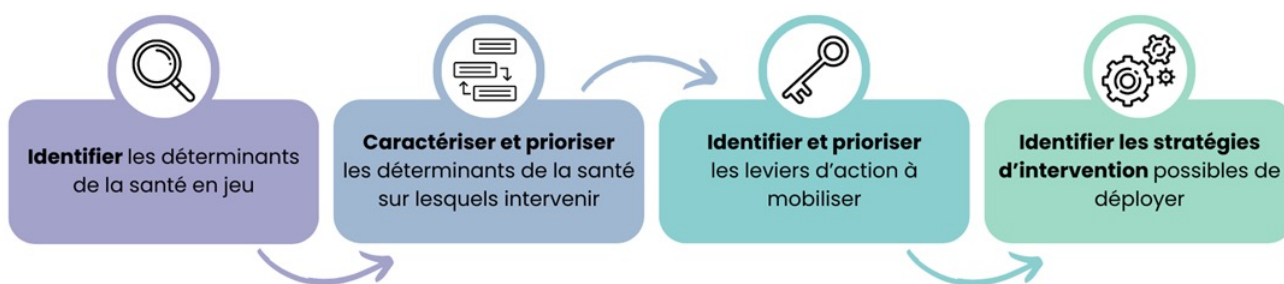 Identifier les déterminants
de la santé en jeu
Caractériser et prioriser
les déterminants de la santé
sur lesquels intervenir
Identifier et prioriser
les leviers d'action à
mobiliser
Identifier les stratégies
d'intervention possibles de
déployer